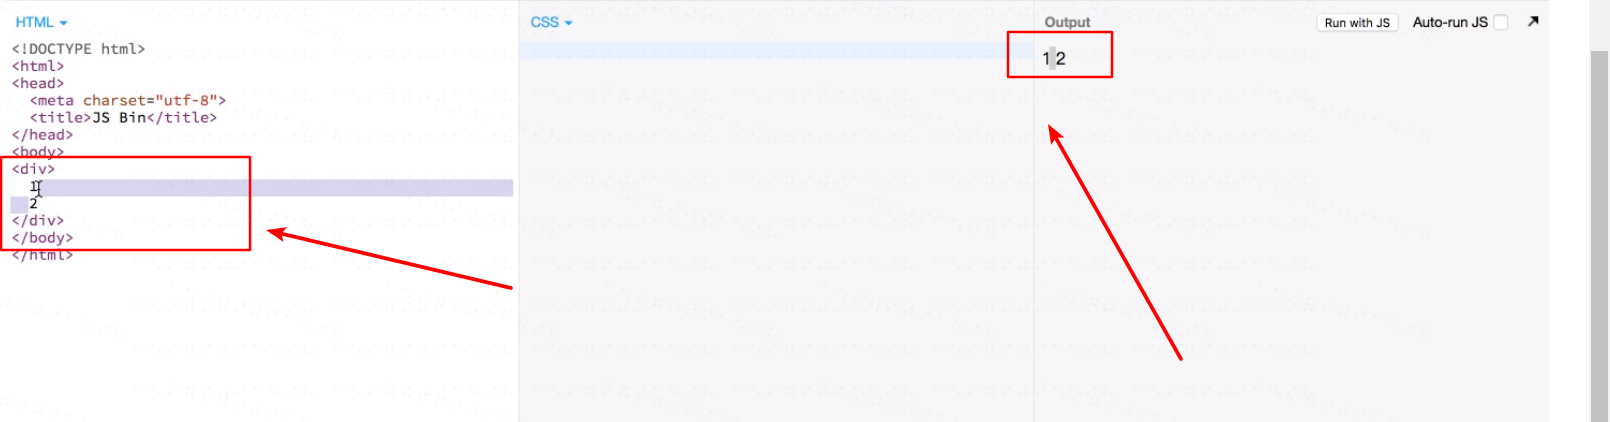 HTML
<!DOCTYPE html>
<html>
<head>
  <meta charset="utf-8">
  <title>JS Bin</title>
</head>
<body>
<div>
  1
  2
</div>
</body>
</html>
CSS
Output
Run with JS
Auto-run JS
1 2